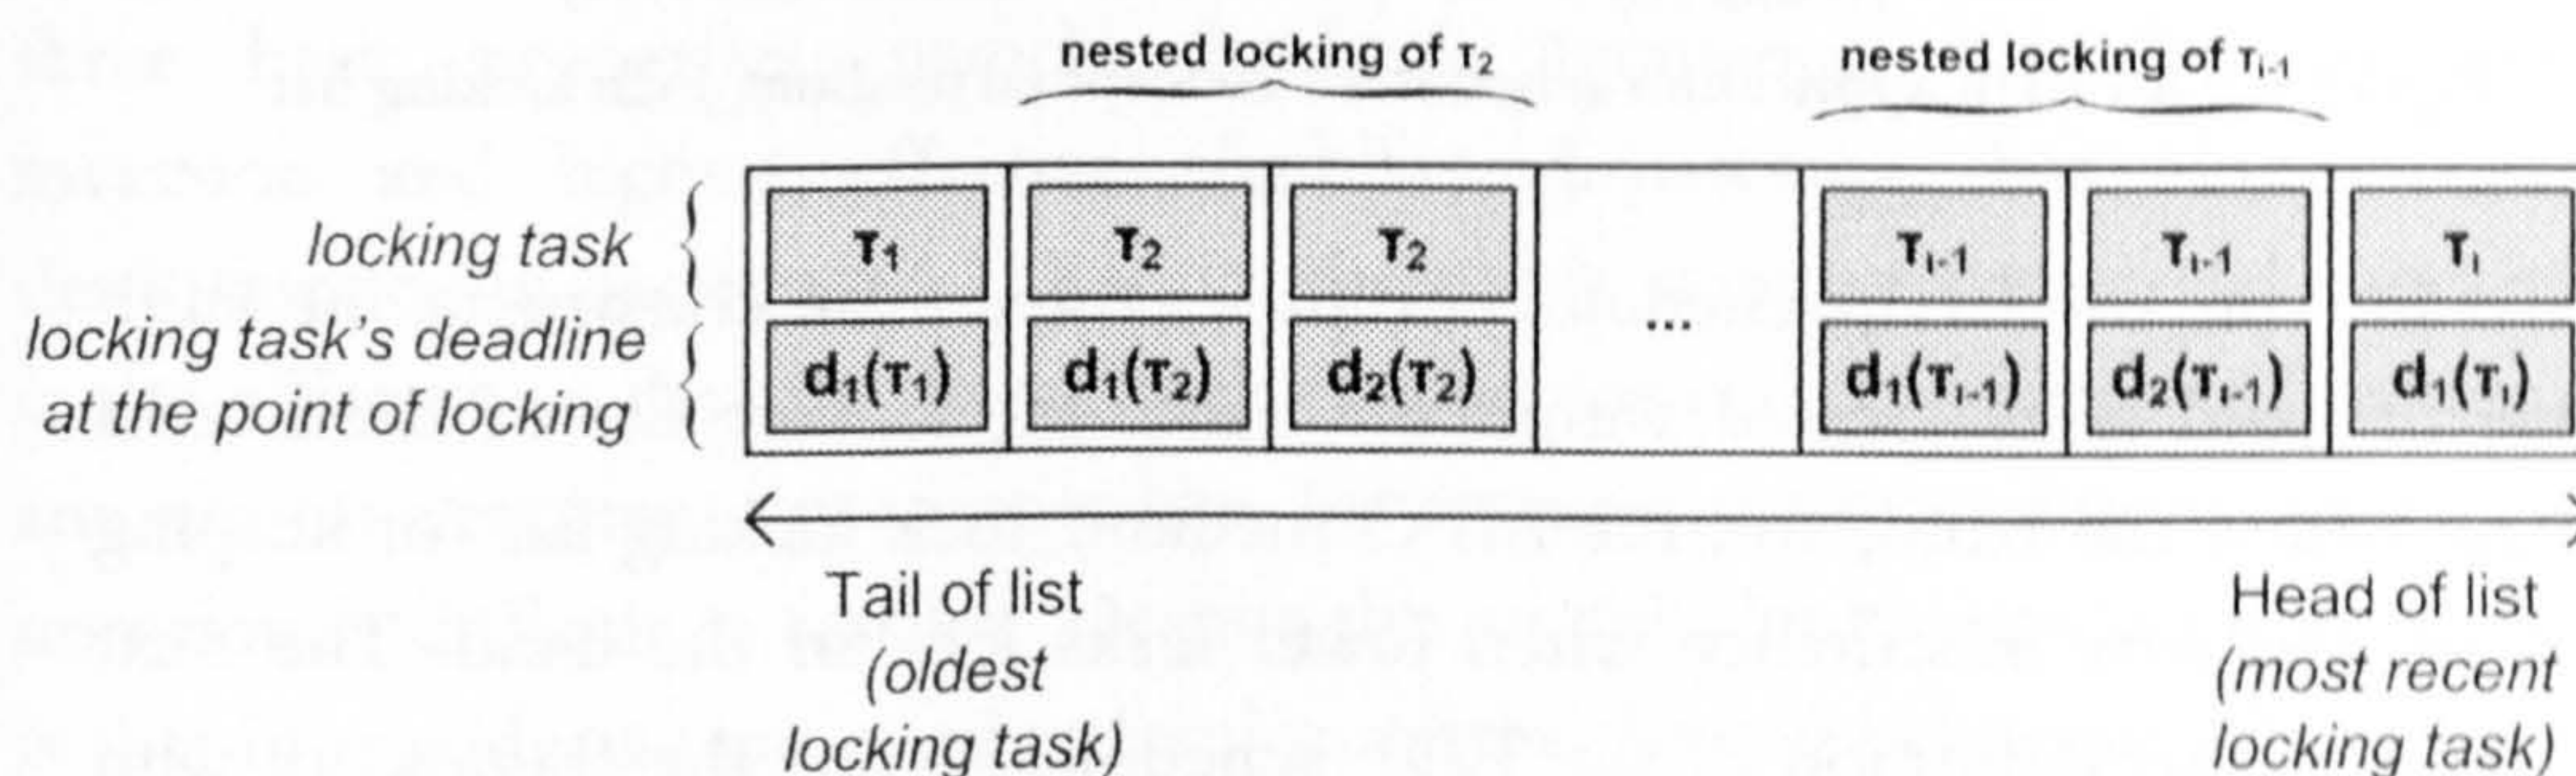 nested locking of τ₂
nested locking of τᵢ₋₁
locking task
τ₁ τ₂ τ₂ τᵢ₋₁ τᵢ₋₁ τᵢ
locking task's deadline
at the point of locking
d₁(τ₁) d₁(τ₂) d₂(τ₂) ... d₁(τᵢ₋₁) d₂(τᵢ₋₁) d₁(τᵢ)
Tail of list
(oldest
locking task)
Head of list
(most recent
locking task)